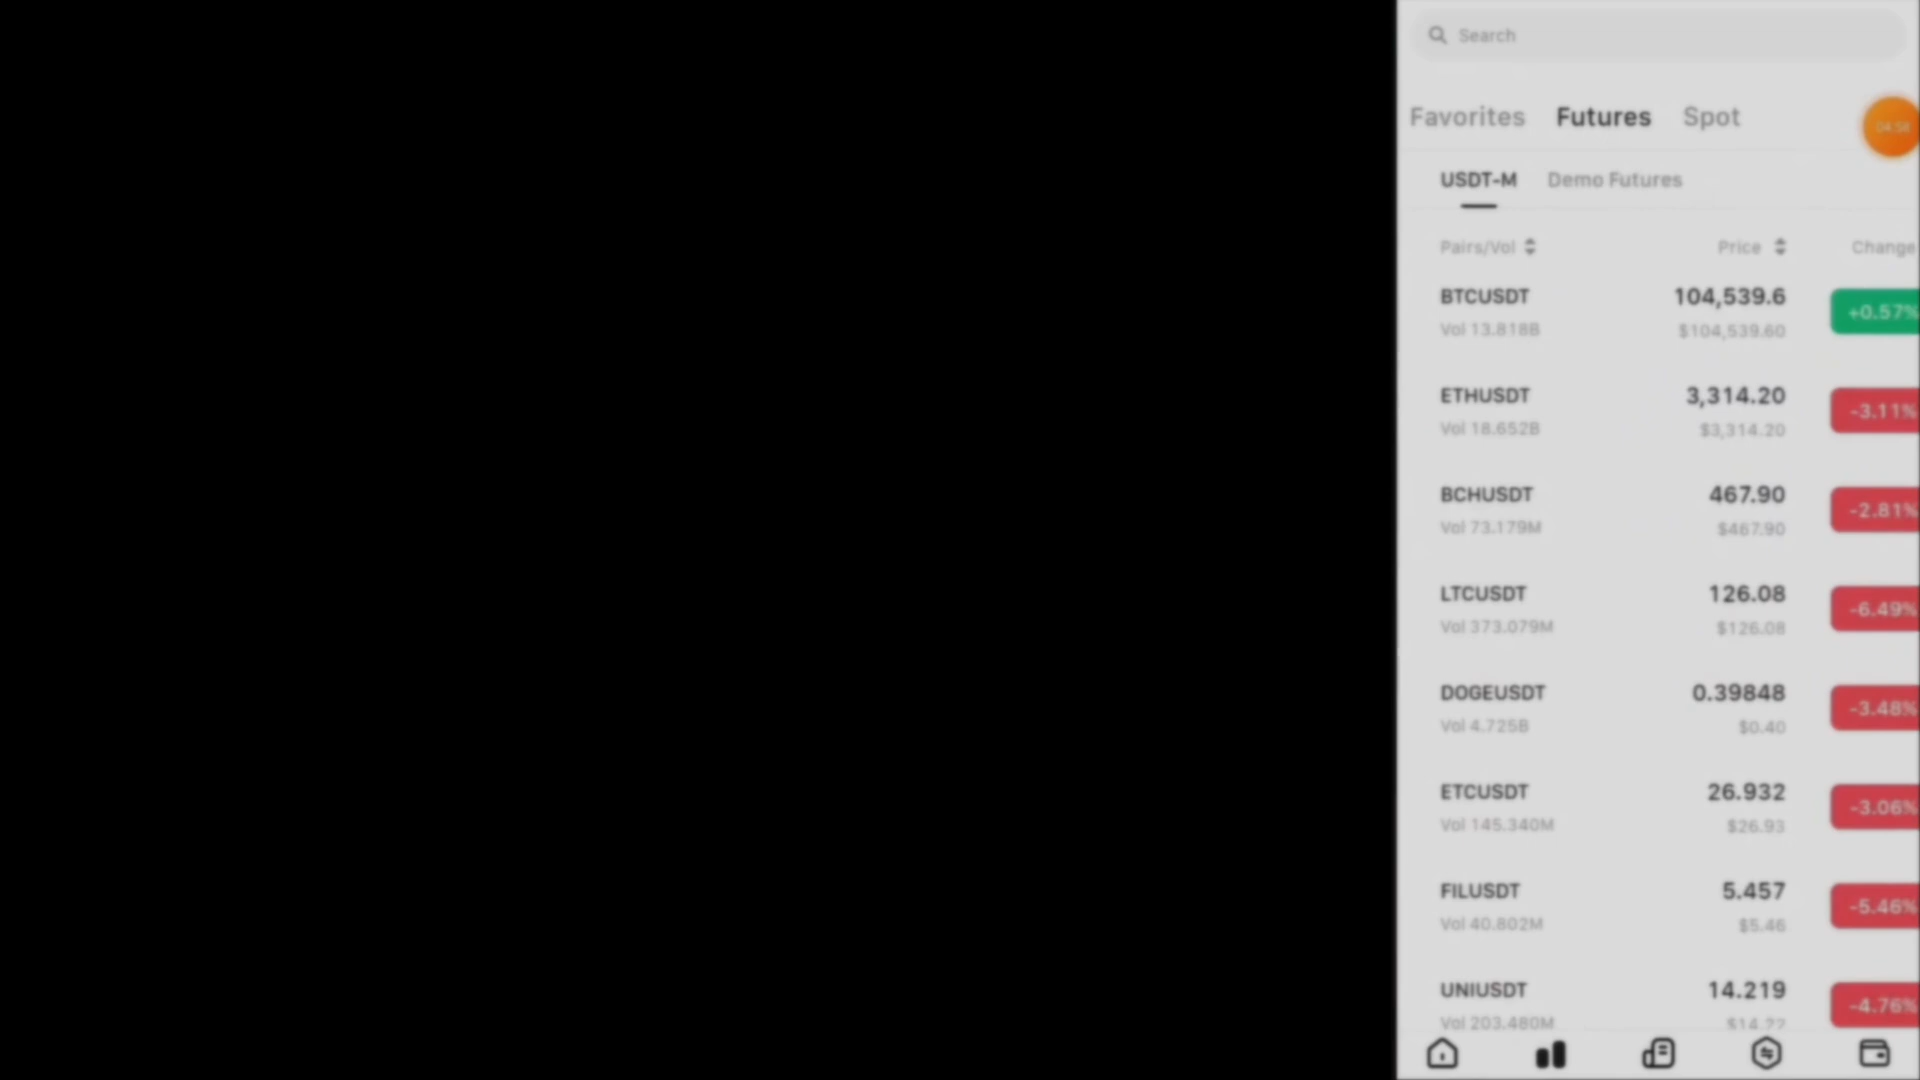 Search
Favorites Futures Spot
04:58
USDT-M Demo Futures
Pairs/Vol Price Change
BTCUSDT 104,539.6 +0.57%
Vol 13.818B $104,539.60
ETHUSDT 3,314.20 -3.11%
Vol 18.652B $3,314.20
BCHUSDT 467.90 -2.81%
Vol 73.179M $467.90
LTCUSDT 126.08 -6.49%
Vol 373.079M $126.08
DOGEUSDT 0.39848 -3.48%
Vol 4.725B $0.40
ETCUSDT 26.932 -3.06%
Vol 145.340M $26.93
FILUSDT 5.457 -5.46%
Vol 40.802M $5.46
UNIUSDT 14.219 -4.76%
Vol 203.480M $14.22